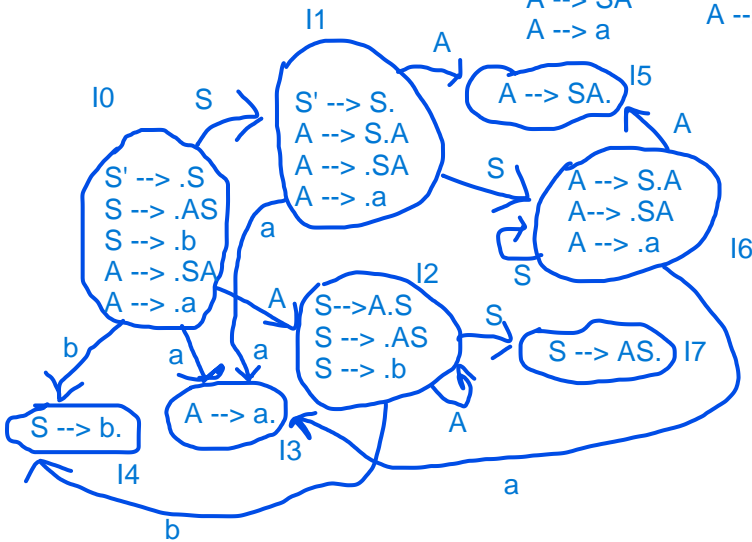 A --> SA
A --> a
A --
I1
A
I0
S
I5
A --> SA.
S' --> S.
A --> S.A
A --> .SA
A --> .a
A
S' --> .S
S --> .AS
S --> .b
A --> .SA
A --> .a
S
A --> S.A
A--> .SA
A --> .a
a
I6
S
I2
A
S-->A.S
S --> .AS
S --> .b
S
S --> AS.
I7
b
a
a
A
S --> b.
A --> a.
I3
I4
a
b